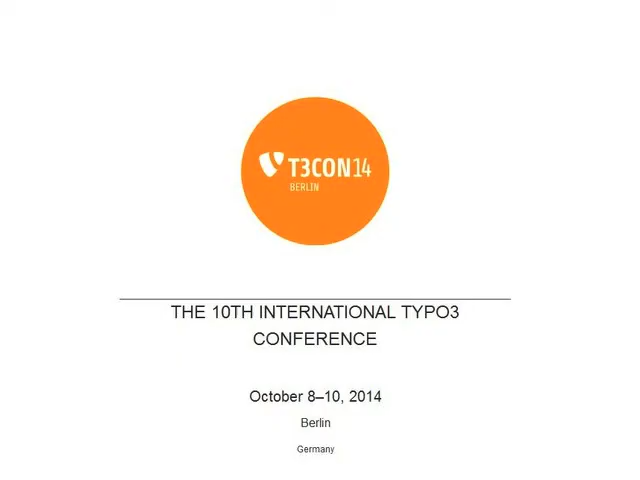 T3CON14
BERLIN
THE 10TH INTERNATIONAL TYPO3
CONFERENCE
October 8–10, 2014
Berlin
Germany